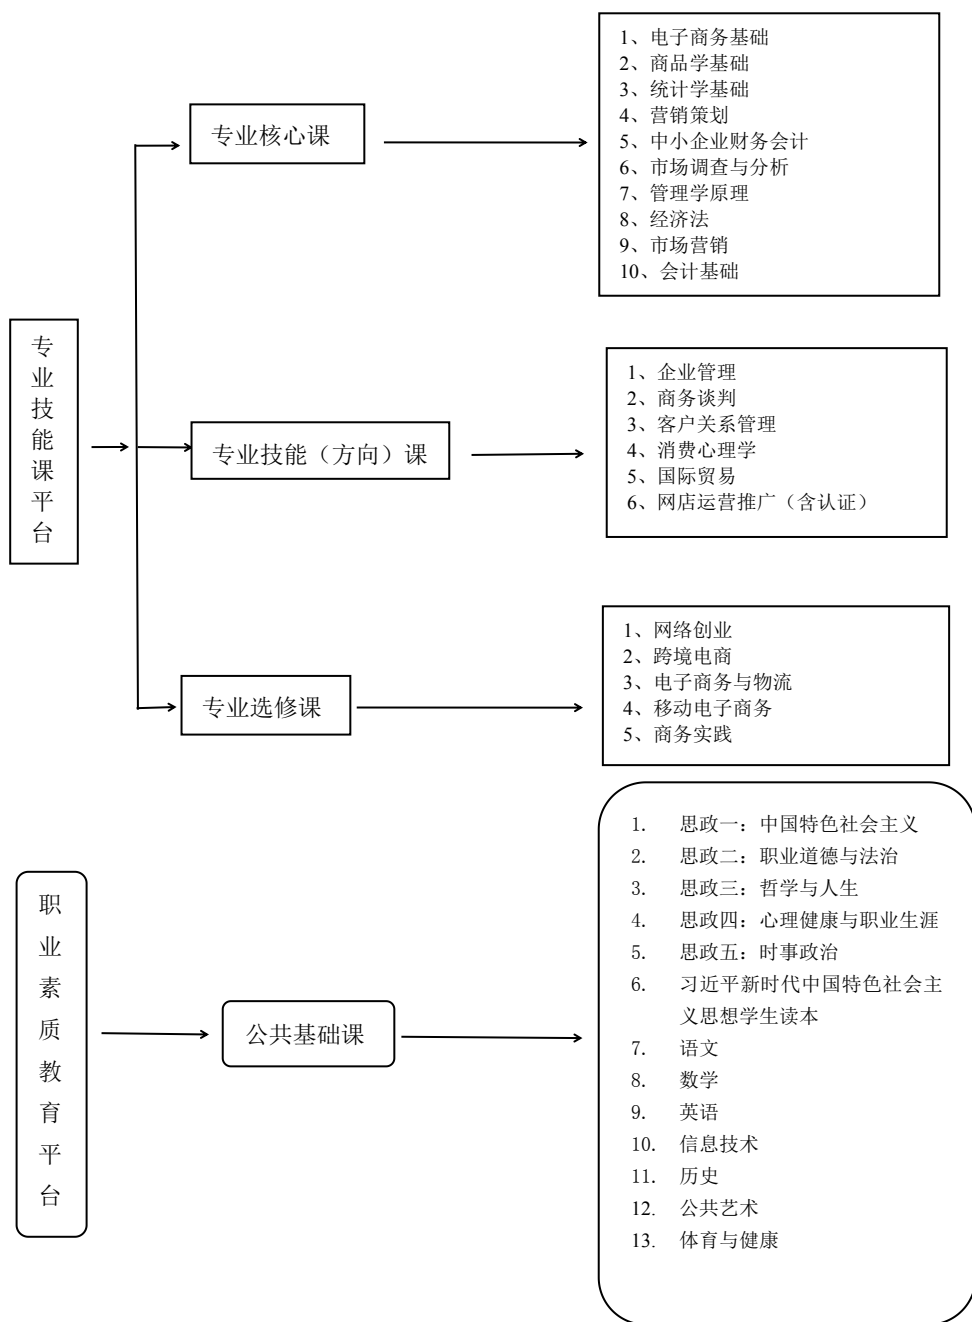 专业技能课平台
专业核心课
1、电子商务基础
2、商品学基础
3、统计学基础
4、营销策划
5、中小企业财务会计
6、市场调查与分析
7、管理学原理
8、经济法
9、市场营销
10、会计基础
专业技能（方向）课
1、企业管理
2、商务谈判
3、客户关系管理
4、消费心理学
5、国际贸易
6、网店运营推广（含认证）
专业选修课
1、网络创业
2、跨境电商
3、电子商务与物流
4、移动电子商务
5、商务实践
职业素质教育平台
公共基础课
1. 思政一：中国特色社会主义
2. 思政二：职业道德与法治
3. 思政三：哲学与人生
4. 思政四：心理健康与职业生涯
5. 思政五：时事政治
6. 习近平新时代中国特色社会主
义思想学生读本
7. 语文
8. 数学
9. 英语
10. 信息技术
11. 历史
12. 公共艺术
13. 体育与健康